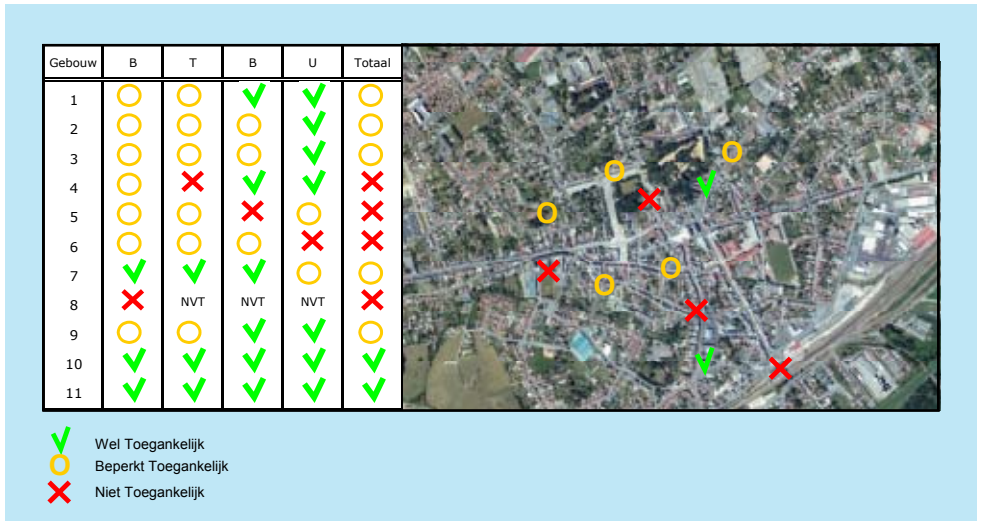 Gebouw B T B U Totaal
1
2
3
4
5
6
7
8 NVT NVT NVT
9
10
11
Wel Toegankelijk
Beperkt Toegankelijk
Niet Toegankelijk